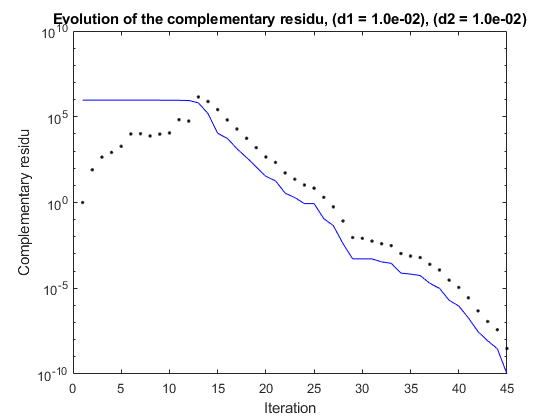 Evolution of the complementary residu, (d1 = 1.0e-02), (d2 = 1.0e-02)
10^10
10^5
10^0
10^-5
10^-10
Complementary residu
0 5 10 15 20 25 30 35 40 45
Iteration